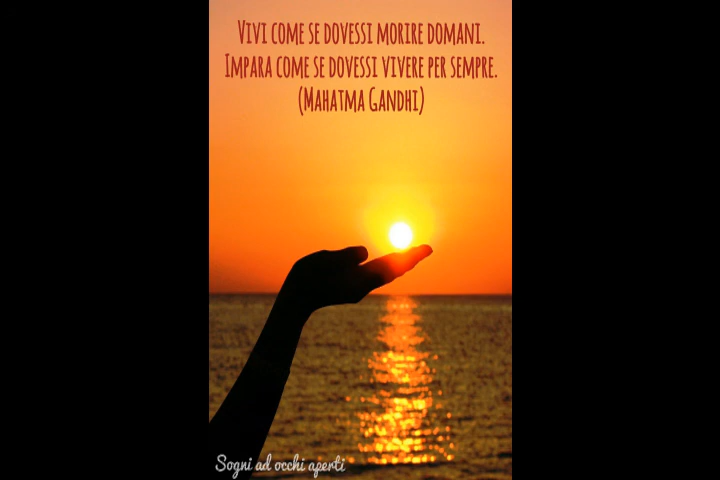 Vivi come se dovessi morire domani.
Impara come se dovessi vivere per sempre.
(Mahatma Gandhi)
Sogni ad occhi aperti